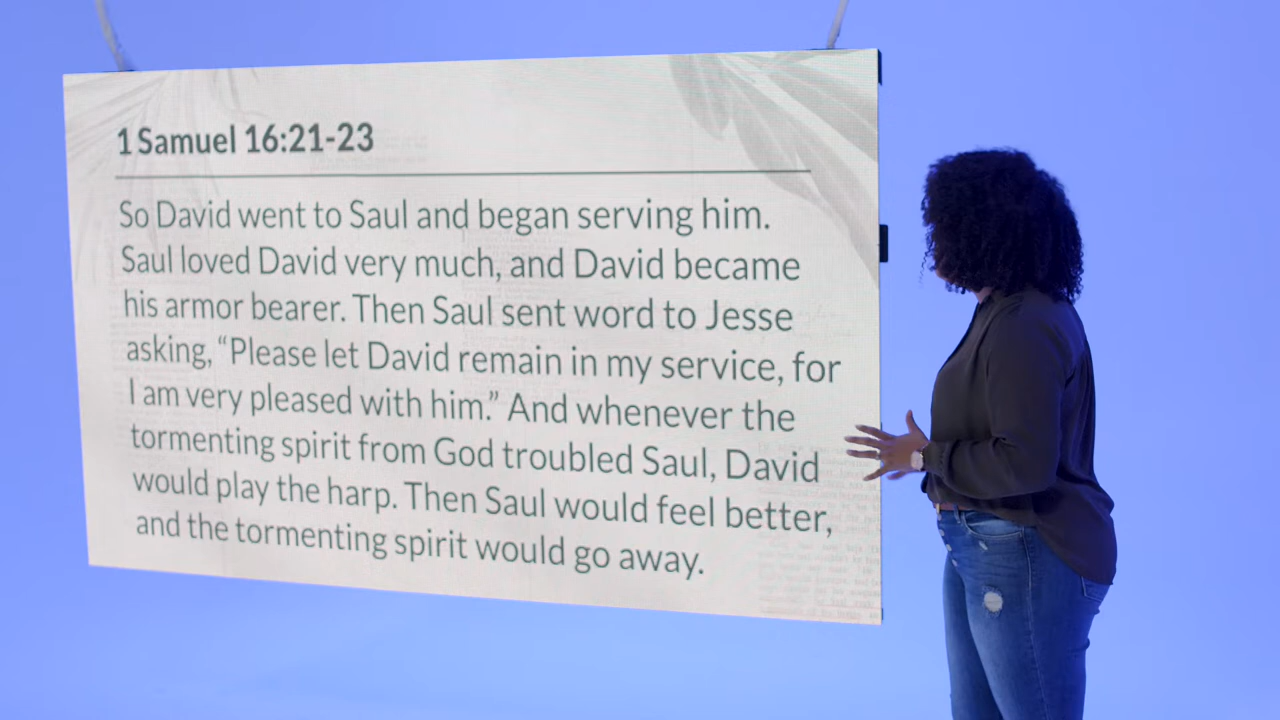 1 Samuel 16:21-23
So David went to Saul and began serving him.
Saul loved David very much, and David became
his armor bearer. Then Saul sent word to Jesse
asking, “Please let David remain in my service, for
I am very pleased with him.” And whenever the
tormenting spirit from God troubled Saul, David
would play the harp. Then Saul would feel better,
and the tormenting spirit would go away.